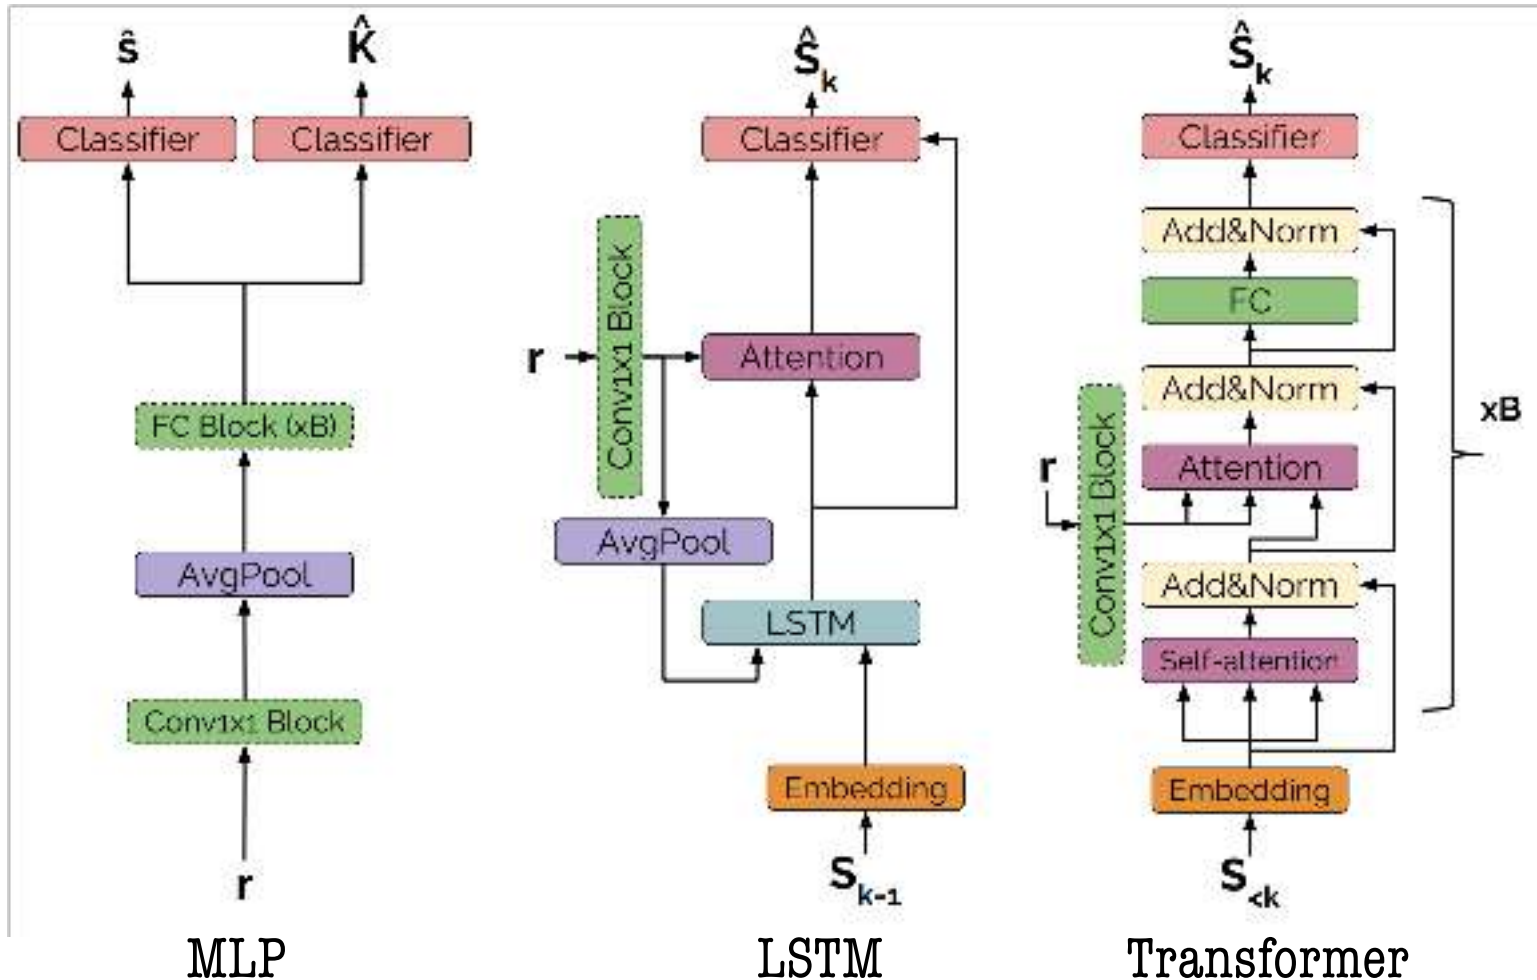 ŝ
K̂
Classifier
Classifier
FC Block (xB)
AvgPool
Conv1x1 Block
r
MLP
Ŝk
Classifier
Conv1x1 Block
r
Attention
AvgPool
LSTM
Embedding
Sk-1
LSTM
Ŝk
Classifier
Add&Norm
FC
Add&Norm
xB
Attention
r
Conv1x1 Block
Add&Norm
Self-attention
Embedding
S<k
Transformer